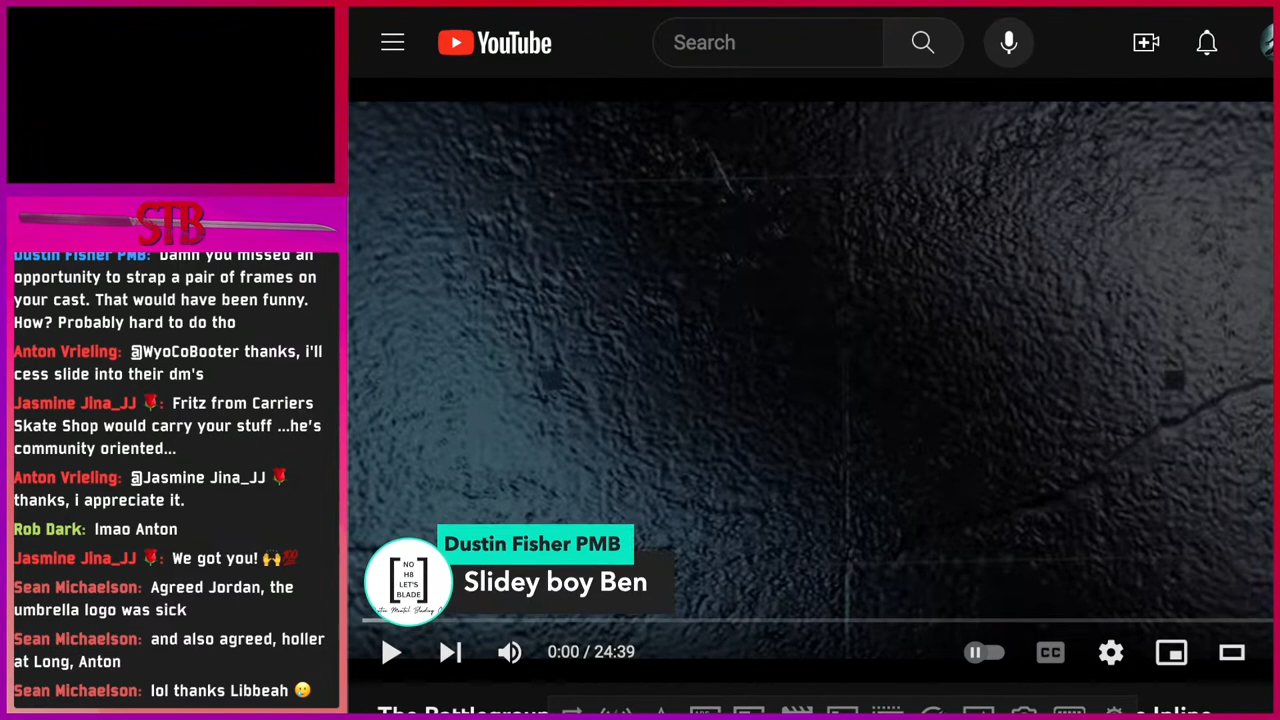 YouTube
Search
STB
Dustin Fisher PMB: Damn you missed an
opportunity to strap a pair of frames on
your cast. That would have been funny.
How? Probably hard to do tho
Anton Vrieling: @WyoCoBooter thanks, i'll
cess slide into their dm's
Jasmine Jina_JJ 🌹: Fritz from Carriers
Skate Shop would carry your stuff ...he's
community oriented...
Anton Vrieling: @Jasmine Jina_JJ 🌹
thanks, i appreciate it.
Rob Dark: lmao Anton
Jasmine Jina_JJ 🌹: We got you! 🙌💯
Sean Michaelson: Agreed Jordan, the
umbrella logo was sick
Sean Michaelson: and also agreed, holler
at Long, Anton
Sean Michaelson: lol thanks Libbeah 🥲
NO
H8
LET'S
BLADE
Dustin Fisher PMB
Slidey boy Ben
0:00 / 24:39
CC
The Battleground
Inline